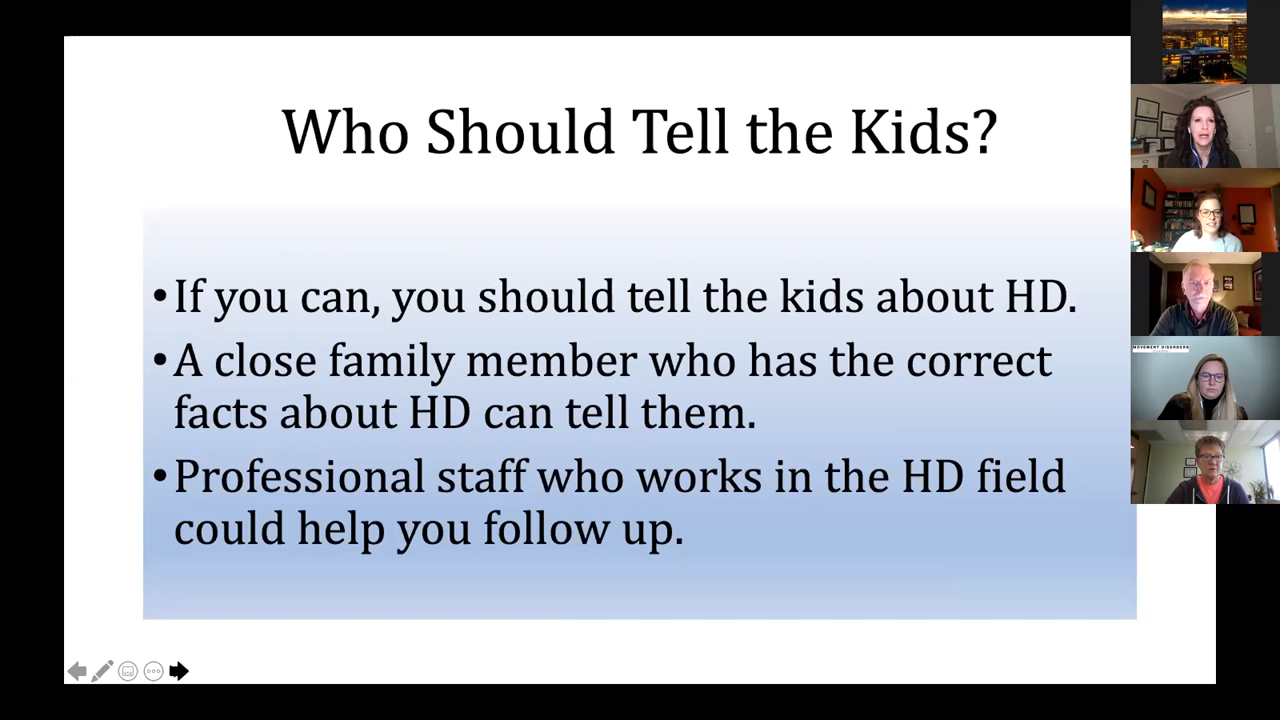 Who Should Tell the Kids?
•If you can, you should tell the kids about HD.
•A close family member who has the correct
facts about HD can tell them.
•Professional staff who works in the HD field
could help you follow up.
MOVEMENT DISORDERS